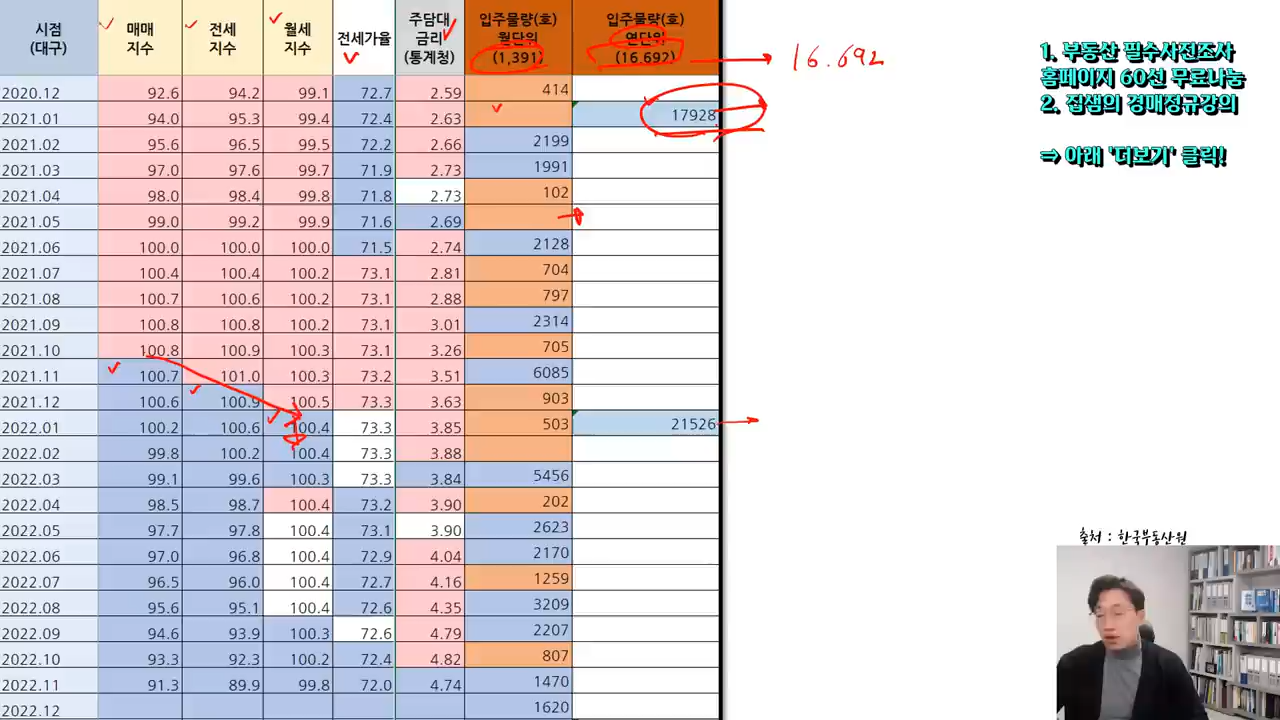 시점
(대구)
매매
지수
전세
지수
월세
지수
전세가율
주담대
금리
(통계청)
입주물량(호)
월단위
(1,391)
입주물량(호)
연단위
(16,692)
16.692
2020.12 92.6 94.2 99.1 72.7 2.59 414
2021.01 94.0 95.3 99.4 72.4 2.63 17928
2021.02 95.6 96.5 99.5 72.2 2.66 2199
2021.03 97.0 97.6 99.7 71.9 2.73 1991
2021.04 98.0 98.4 99.8 71.8 2.73 102
2021.05 99.0 99.2 99.9 71.6 2.69
2021.06 100.0 100.0 100.0 71.5 2.74 2128
2021.07 100.4 100.4 100.2 73.1 2.81 704
2021.08 100.7 100.6 100.2 73.1 2.88 797
2021.09 100.8 100.8 100.2 73.1 3.01 2314
2021.10 100.8 100.9 100.3 73.1 3.26 705
2021.11 100.7 101.0 100.3 73.2 3.51 6085
2021.12 100.6 100.9 100.5 73.3 3.63 903
2022.01 100.2 100.6 100.4 73.3 3.85 503 21526
2022.02 99.8 100.2 100.4 73.3 3.88
2022.03 99.1 99.6 100.3 73.3 3.84 5456
2022.04 98.5 98.7 100.4 73.2 3.90 202
2022.05 97.7 97.8 100.4 73.1 3.90 2623
2022.06 97.0 96.8 100.4 72.9 4.04 2170
2022.07 96.5 96.0 100.4 72.7 4.16 1259
2022.08 95.6 95.1 100.4 72.6 4.35 3209
2022.09 94.6 93.9 100.3 72.6 4.79 2207
2022.10 93.3 92.3 100.2 72.4 4.82 807
2022.11 91.3 89.9 99.8 72.0 4.74 1470
2022.12 1620
1. 부동산 필수사전조사
홈페이지 60선 무료나눔
2. 집샘의 경매정규강의
⇒ 아래 '더보기' 클릭!
출처 : 한국부동산원